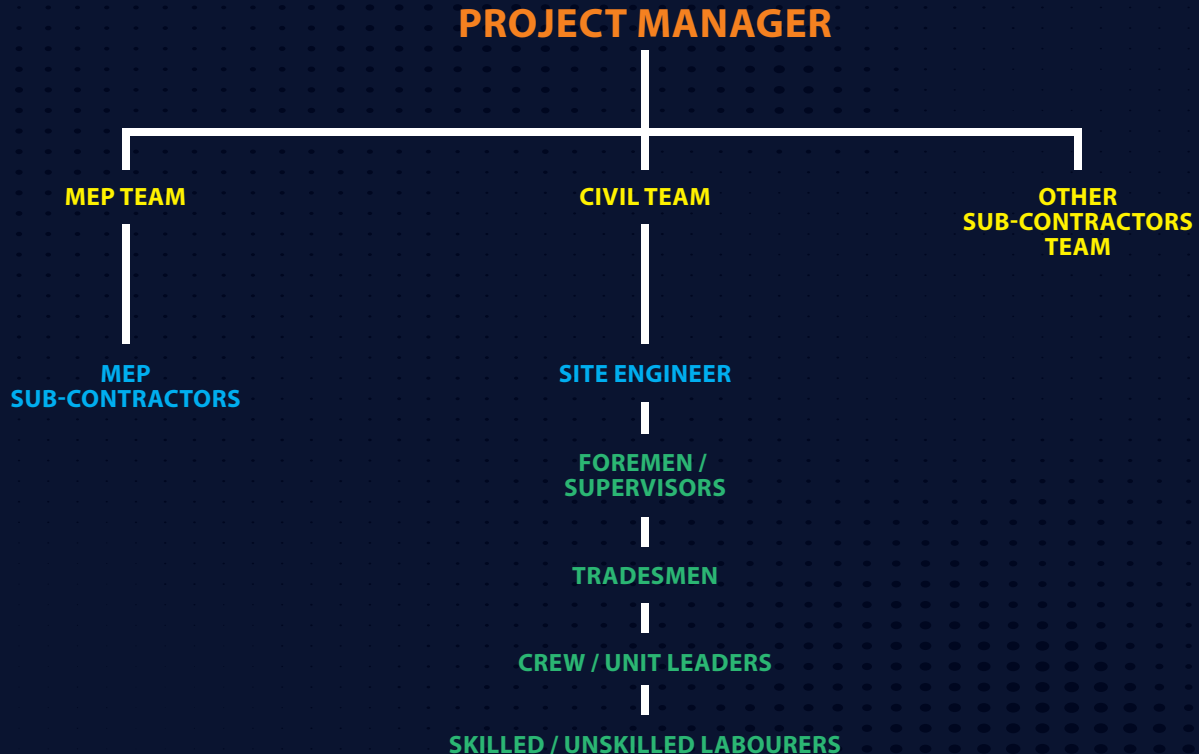 PROJECT MANAGER
MEP TEAM
CIVIL TEAM
OTHER
SUB-CONTRACTORS
TEAM
MEP
SUB-CONTRACTORS
SITE ENGINEER
FOREMEN /
SUPERVISORS
TRADESMEN
CREW / UNIT LEADERS
SKILLED / UNSKILLED LABOURERS